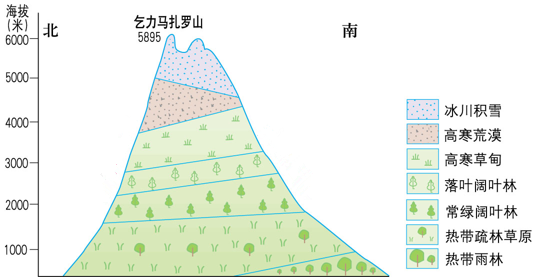 海拔
(米)
北
乞力马扎罗山
5895
南
6000
5000
4000
3000
2000
1000
冰川积雪
高寒荒漠
高寒草甸
落叶阔叶林
常绿阔叶林
热带疏林草原
热带雨林